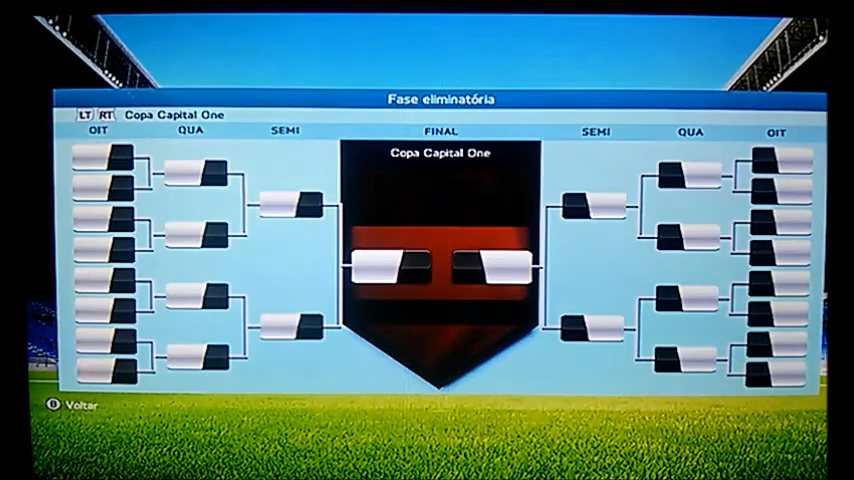 Fase eliminatória
LT RT Copa Capital One
OIT QUA SEMI FINAL SEMI QUA OIT
Copa Capital One
B Voltar